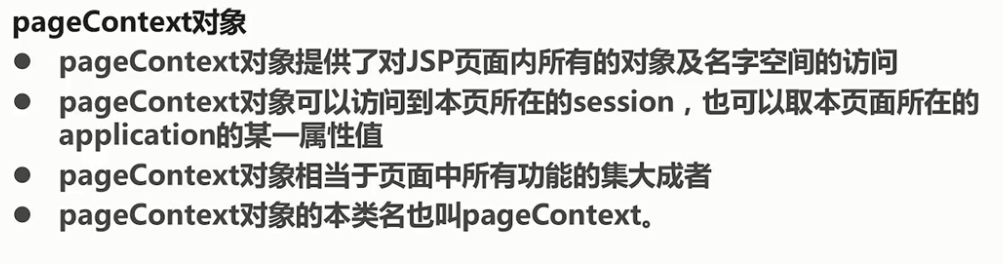 pageContext对象
● pageContext对象提供了对JSP页面内所有的对象及名字空间的访问
● pageContext对象可以访问到本页所在的session，也可以取本页面所在的
application的某一属性值
● pageContext对象相当于页面中所有功能的集大成者
● pageContext对象的本类名也叫pageContext。